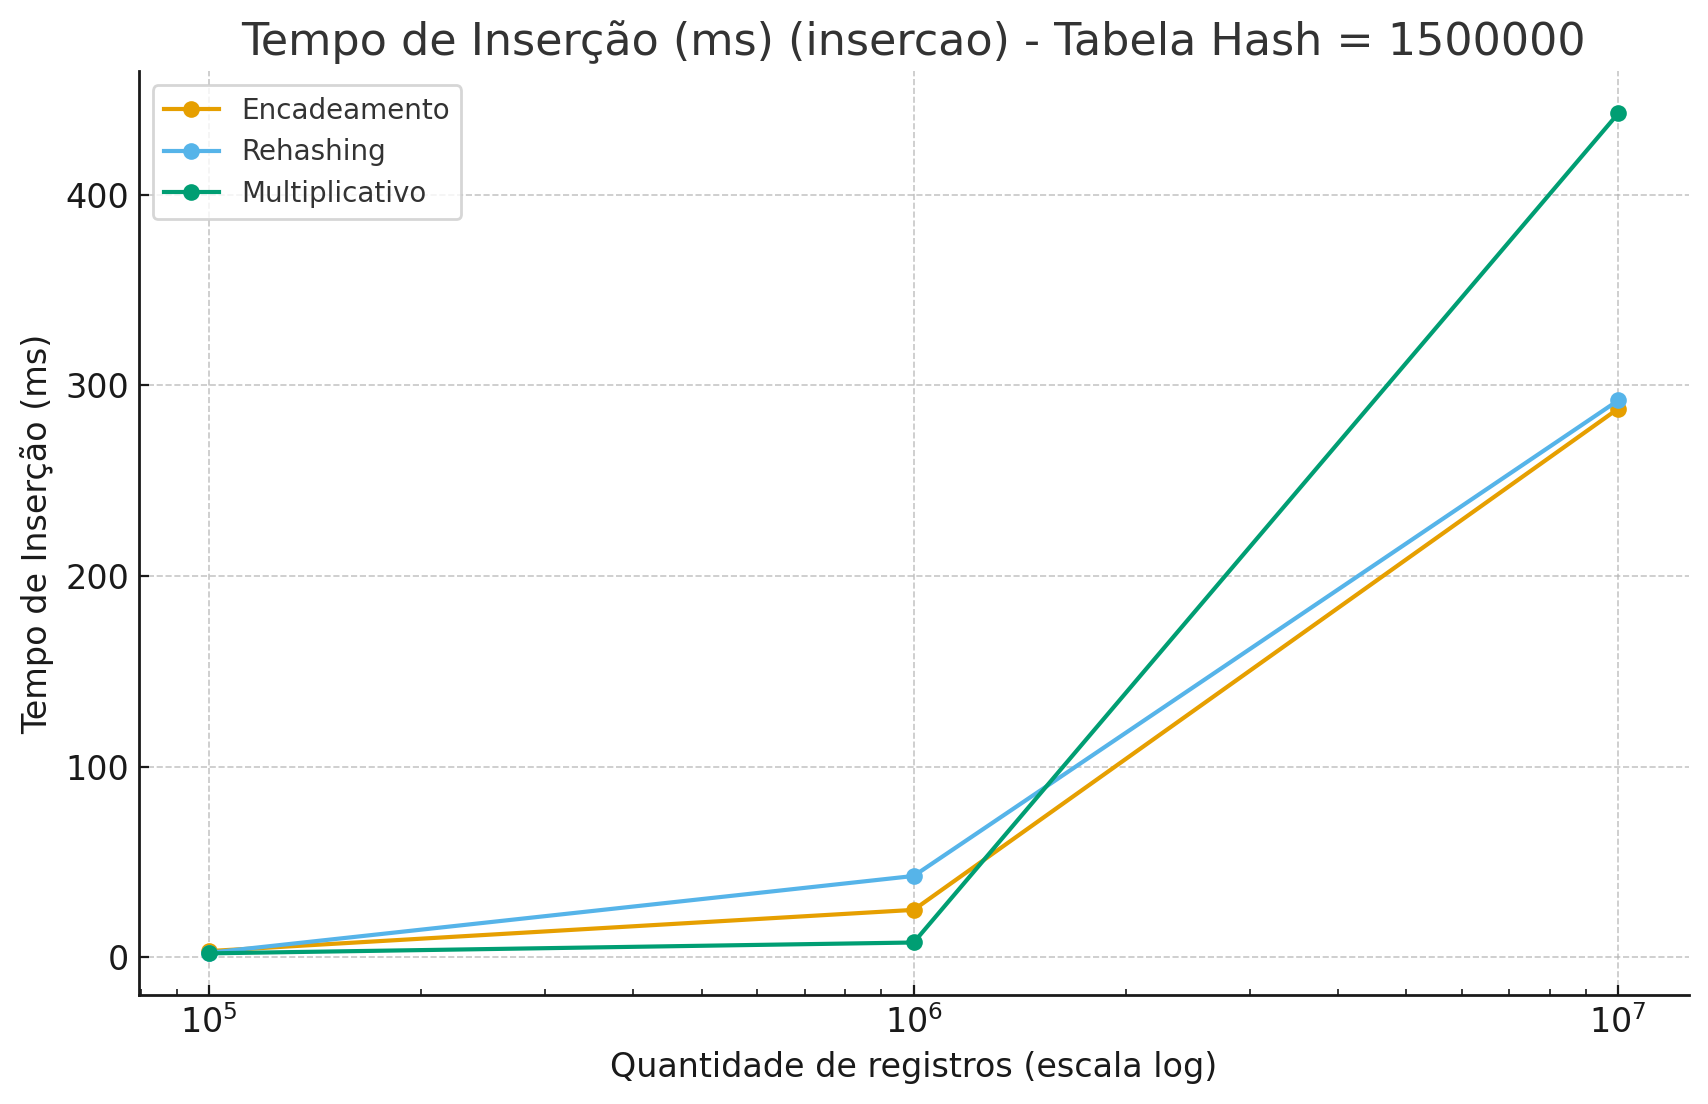 Tempo de Inserção (ms) (insercao) - Tabela Hash = 1500000
Encadeamento
Rehashing
Multiplicativo
400
300
200
100
0
Tempo de Inserção (ms)
10⁵
10⁶
10⁷
Quantidade de registros (escala log)